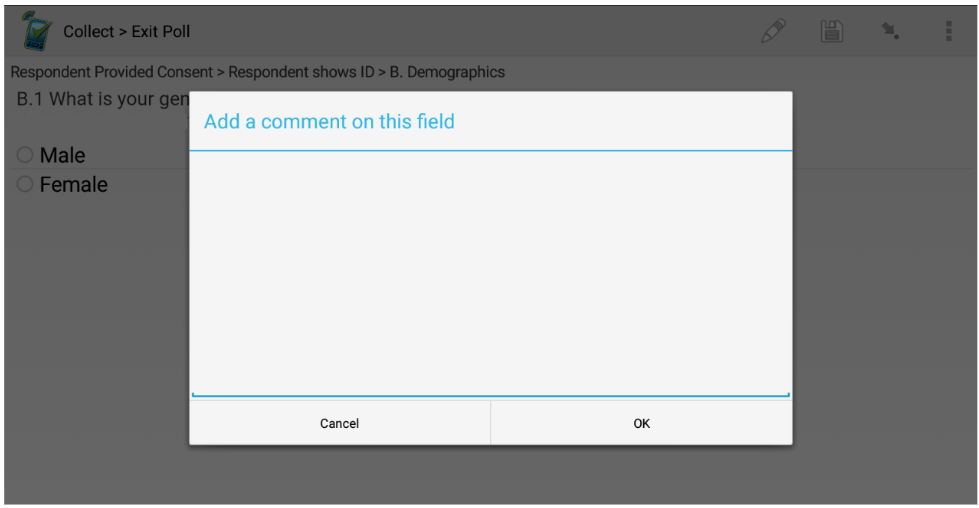 Collect > Exit Poll
Respondent Provided Consent > Respondent shows ID > B. Demographics
B.1 What is your gen
Add a comment on this field
Male
Female
Cancel
OK